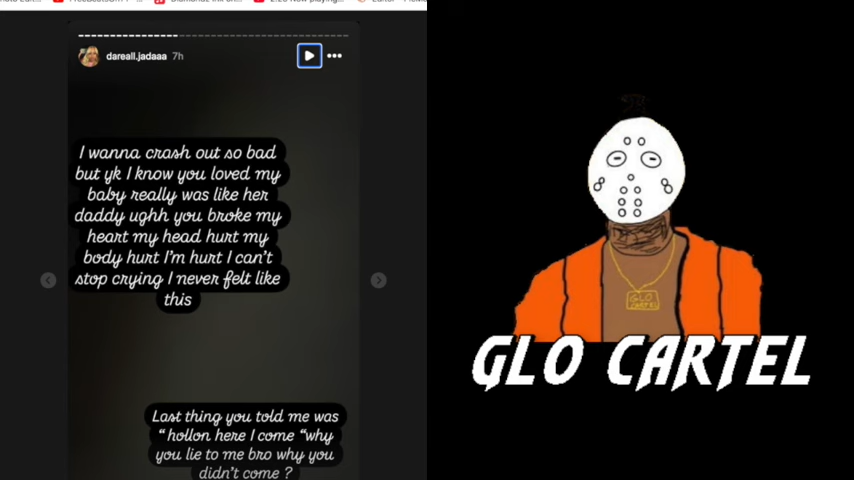 dareall.jadaaa 7h
I wanna crash out so bad
but yk I know you loved my
baby really was like her
daddy ughh you broke my
heart my head hurt my
body hurt I'm hurt I can't
stop crying I never felt like
this
Last thing you told me was
“ hollon here I come “why
you lie to me bro why you
didn't come ?
GLO
CARTEL
GLO CARTEL